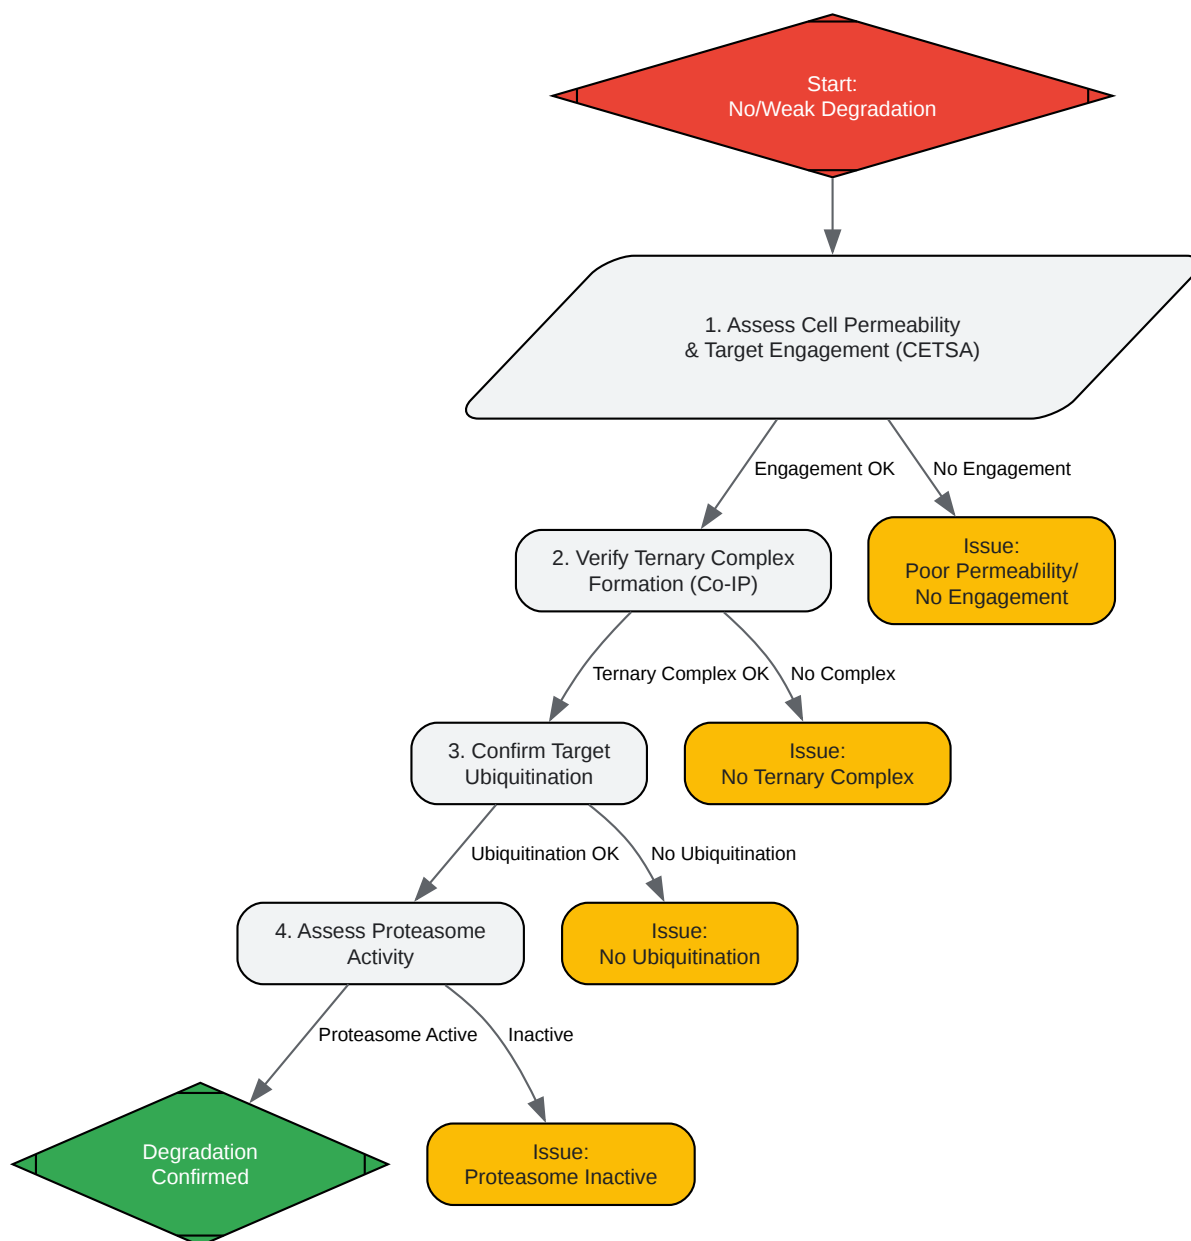 Start:
No/Weak Degradation
1. Assess Cell Permeability
& Target Engagement (CETSA)
Engagement OK
No Engagement
2. Verify Ternary Complex
Formation (Co-IP)
Issue:
Poor Permeability/
No Engagement
Ternary Complex OK
No Complex
3. Confirm Target
Ubiquitination
Issue:
No Ternary Complex
Ubiquitination OK
No Ubiquitination
4. Assess Proteasome
Activity
Issue:
No Ubiquitination
Proteasome Active
Inactive
Degradation
Confirmed
Issue:
Proteasome Inactive